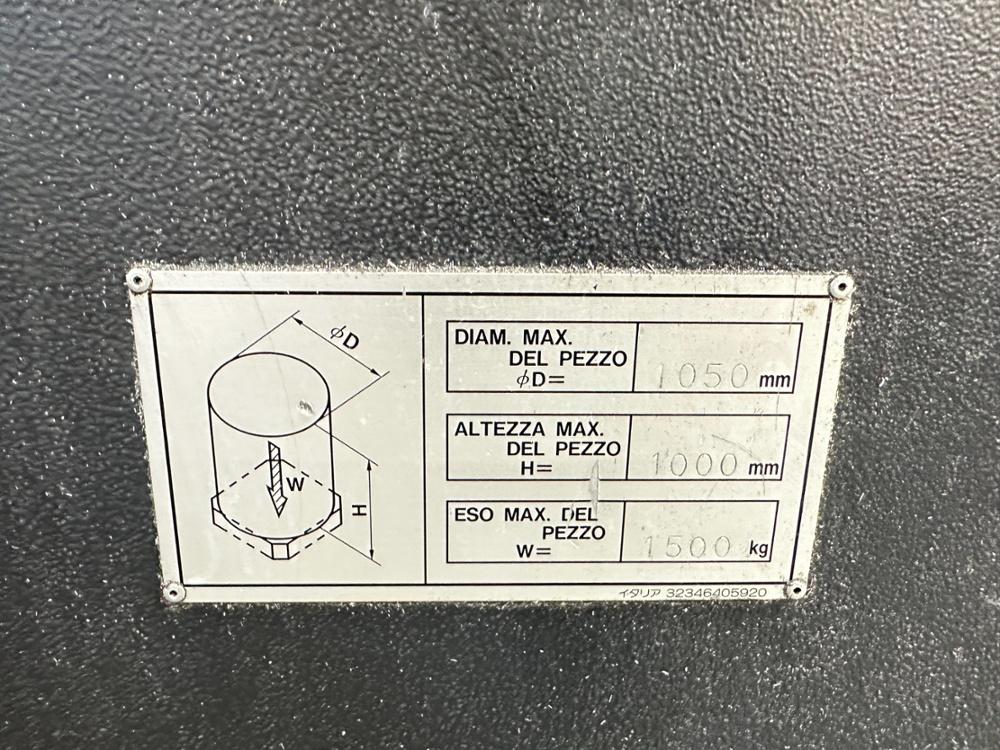 φD
W
H
DIAM. MAX.
DEL PEZZO
φD= 1050 mm
ALTEZZA MAX.
DEL PEZZO
H= 1000 mm
ESO MAX. DEL
PEZZO
W= 1500 kg
イタリア 32346405920